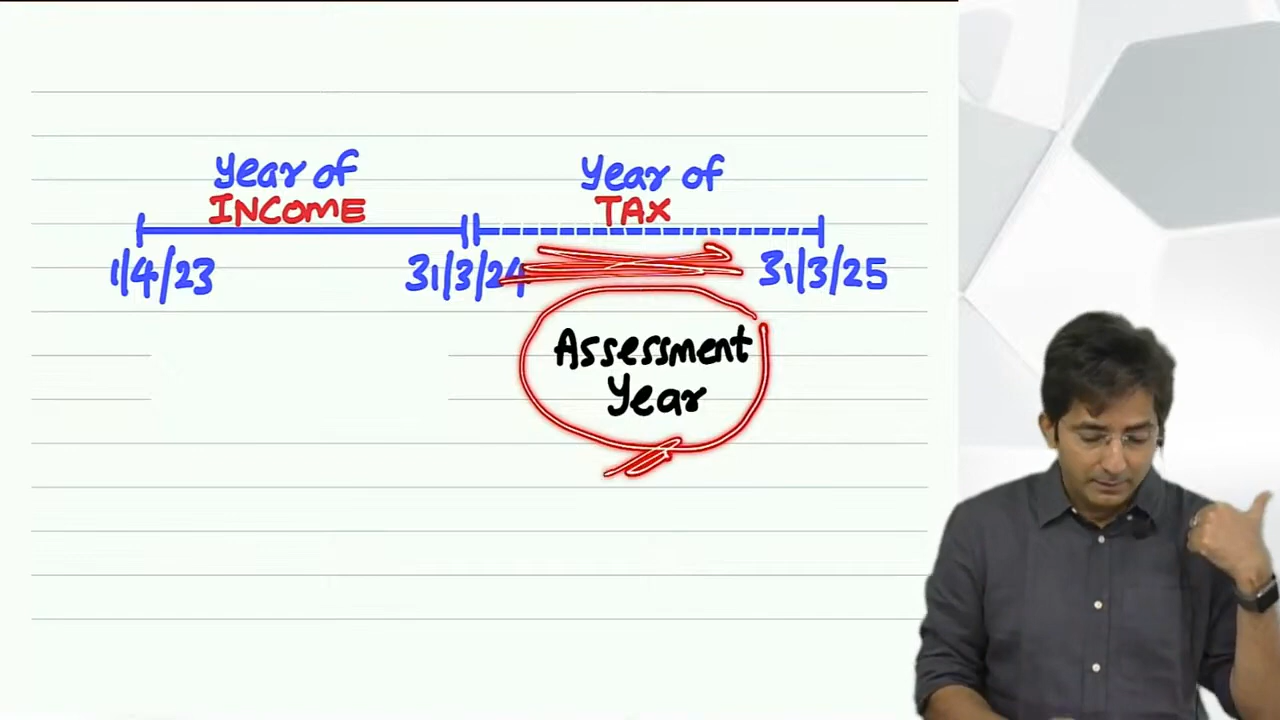 Year of
INCOME
Year of
TAX
1/4/23
31/3/24
31/3/25
Assessment
Year